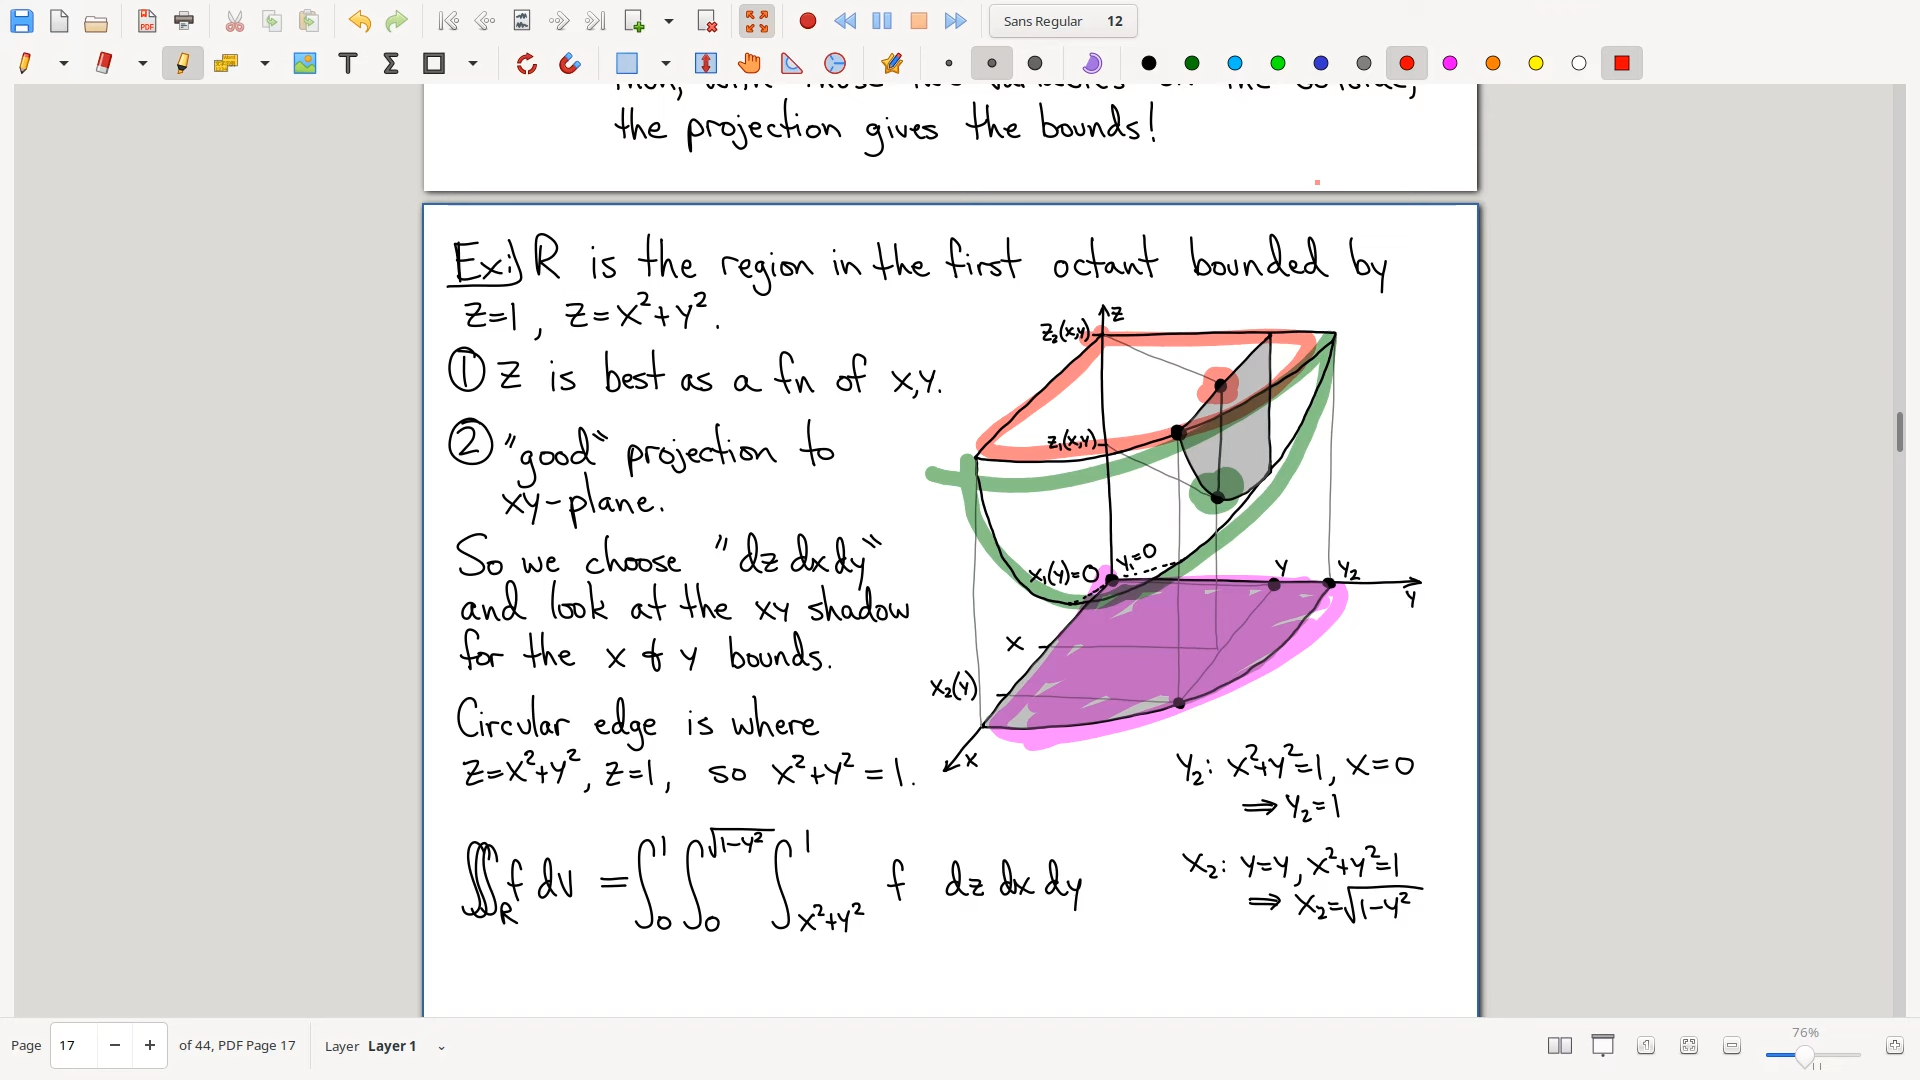 Sans Regular 12
the projection gives the bounds!
Ex:) R is the region in the first octant bounded by
z=1, z=x²+y².
① z is best as a fn of x,y.
② "good" projection to
xy-plane.
So we choose "dz dx dy"
and look at the xy shadow
for the x & y bounds.
Circular edge is where
z=x²+y², z=1, so x²+y²=1.
∭_R f dV = ∫_0^1 ∫_0^√(1-y²) ∫_{x²+y²}^1 f dz dx dy
z
z₂(x,y)
z₁(x,y)
x₁(y)=0
y₁=0
y
y₂
y
x
x₂(y)
x
y₂: x²+y²=1, x=0
⟹ y₂=1
x₂: y=y, x²+y²=1
⟹ x₂=√(1-y²)
Page 17 of 44, PDF Page 17 Layer Layer 1
76%